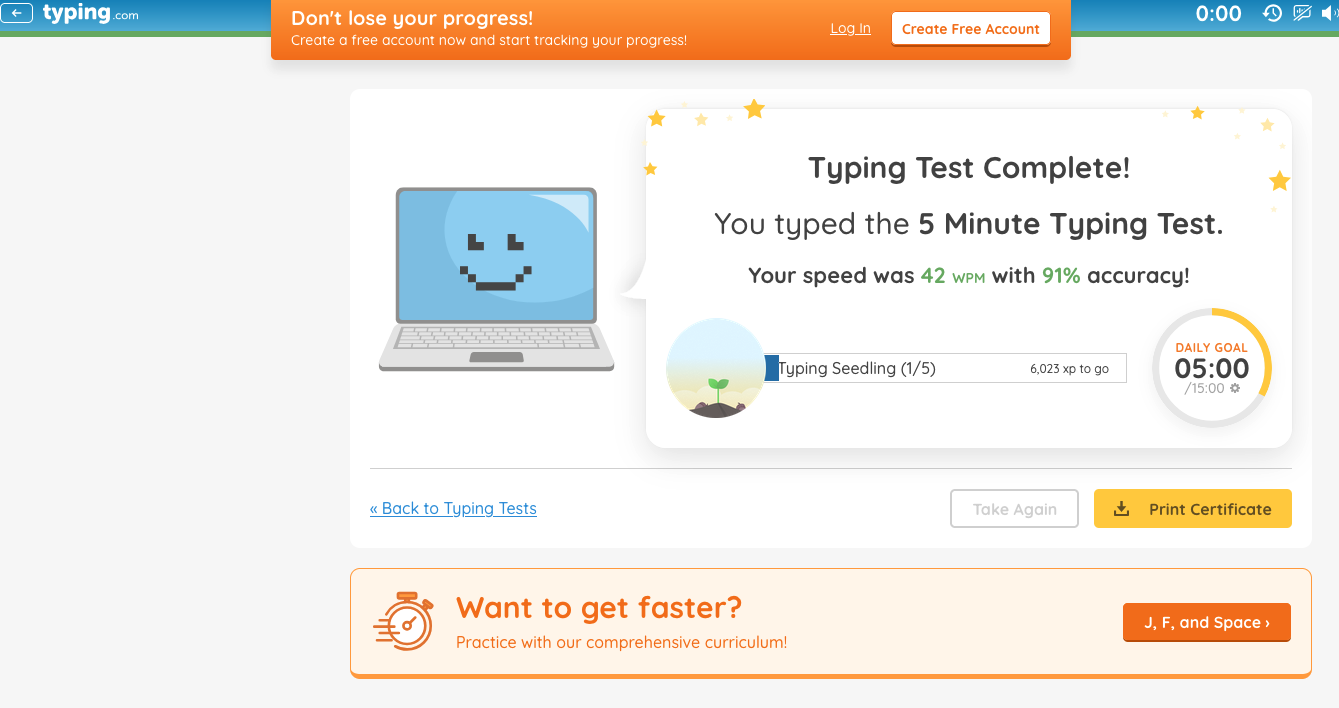 typing.com
Don't lose your progress!
Create a free account now and start tracking your progress!
Log In
Create Free Account
0:00
Typing Test Complete!
You typed the 5 Minute Typing Test.
Your speed was 42 WPM with 91% accuracy!
Typing Seedling (1/5)
6,023 xp to go
DAILY GOAL
05:00
/15:00
« Back to Typing Tests
Take Again
Print Certificate
Want to get faster?
Practice with our comprehensive curriculum!
J, F, and Space ›